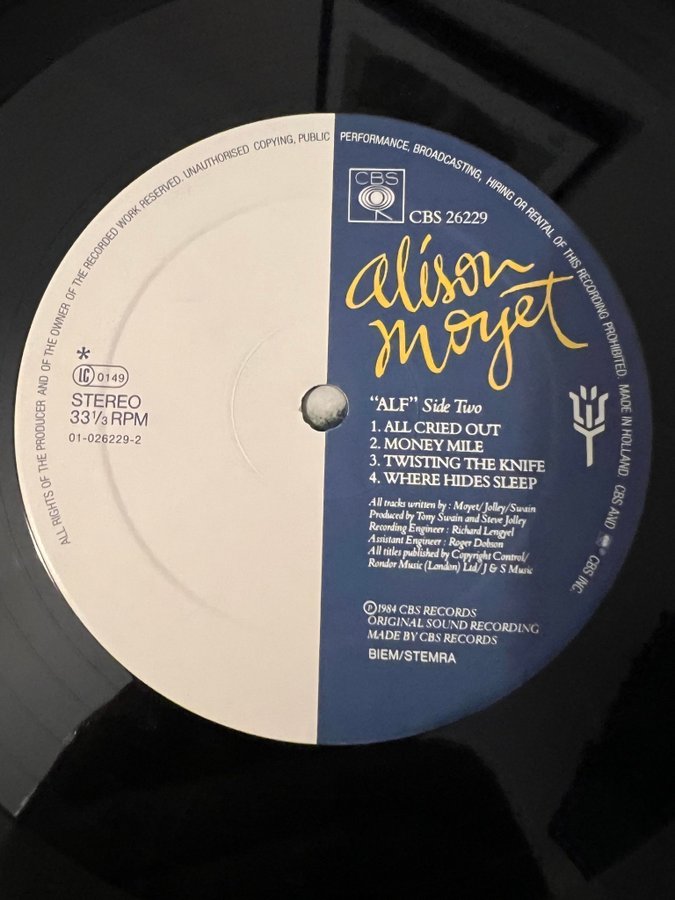 ALL RIGHTS OF THE PRODUCER AND OF THE OWNER OF THE RECORDED WORK RESERVED. UNAUTHORISED COPYING, PUBLIC PERFORMANCE, BROADCASTING, HIRING OR RENTAL OF THIS RECORDING PROHIBITED. MADE IN HOLLAND CBS AND ® CBS INC.
CBS
CBS 26229
alison
moyet
*
LC 0149
STEREO
33 1/3 RPM
01-026229-2
"ALF" Side Two
1. ALL CRIED OUT
2. MONEY MILE
3. TWISTING THE KNIFE
4. WHERE HIDES SLEEP
All tracks written by : Moyet/Jolley/Swain
Produced by Tony Swain and Steve Jolley
Recording Engineer : Richard Lengyel
Assistant Engineer : Roger Dobson
All titles published by Copyright Control/
Rondor Music (London) Ltd/J & S Music
℗1984 CBS RECORDS
ORIGINAL SOUND RECORDING
MADE BY CBS RECORDS
BIEM/STEMRA